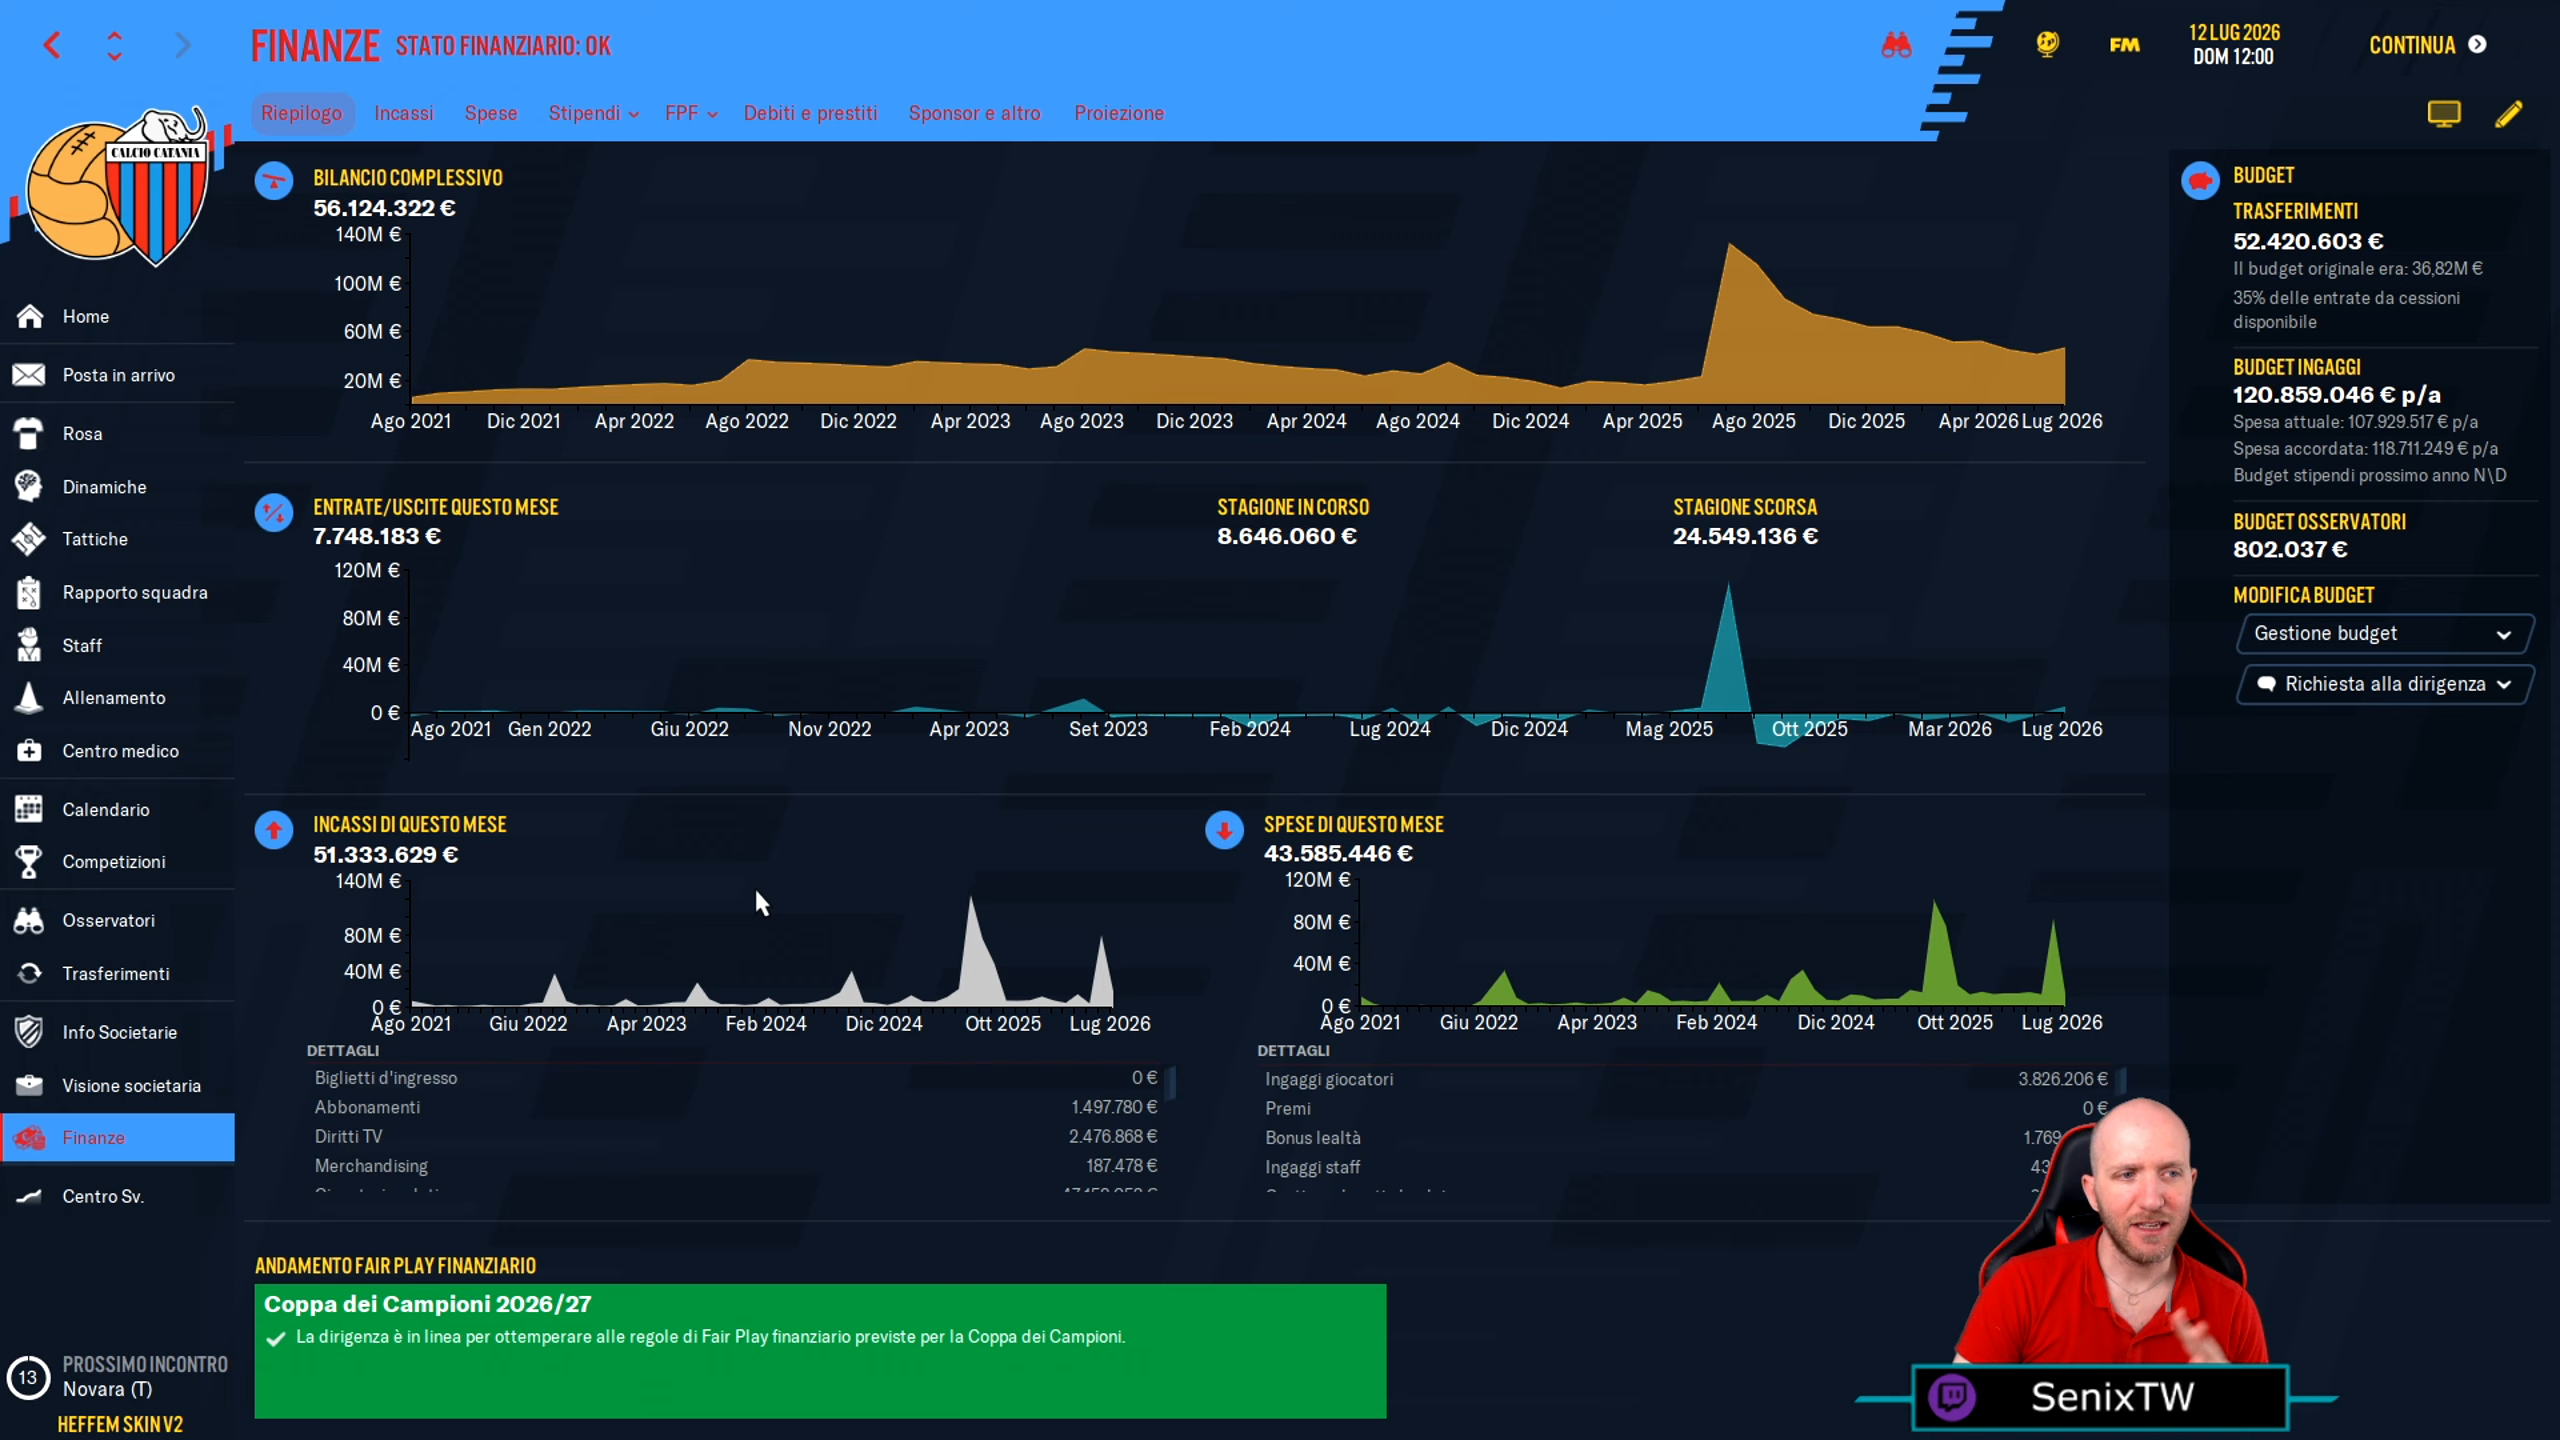 FINANZE STATO FINANZIARIO: OK
12 LUG 2026
DOM 12:00
CONTINUA
FM
Riepilogo Incassi Spese Stipendi FPF Debiti e prestiti Sponsor e altro Proiezione
CALCIO CATANIA
Home
Posta in arrivo
Rosa
Dinamiche
Tattiche
Rapporto squadra
Staff
Allenamento
Centro medico
Calendario
Competizioni
Osservatori
Trasferimenti
Info Societarie
Visione societaria
Finanze
Centro Sv.
13
PROSSIMO INCONTRO
Novara (T)
HEFFEM SKIN V2
BILANCIO COMPLESSIVO
56.124.322 €
140M €
100M €
60M €
20M €
Ago 2021 Dic 2021 Apr 2022 Ago 2022 Dic 2022 Apr 2023 Ago 2023 Dic 2023 Apr 2024 Ago 2024 Dic 2024 Apr 2025 Ago 2025 Dic 2025 Apr 2026 Lug 2026
ENTRATE/USCITE QUESTO MESE
7.748.183 €
STAGIONE IN CORSO
8.646.060 €
STAGIONE SCORSA
24.549.136 €
120M €
80M €
40M €
0 €
Ago 2021 Gen 2022 Giu 2022 Nov 2022 Apr 2023 Set 2023 Feb 2024 Lug 2024 Dic 2024 Mag 2025 Ott 2025 Mar 2026 Lug 2026
INCASSI DI QUESTO MESE
51.333.629 €
140M €
80M €
40M €
0 €
Ago 2021 Giu 2022 Apr 2023 Feb 2024 Dic 2024 Ott 2025 Lug 2026
DETTAGLI
Biglietti d'ingresso 0 €
Abbonamenti 1.497.780 €
Diritti TV 2.476.868 €
Merchandising 187.478 €
SPESE DI QUESTO MESE
43.585.446 €
120M €
80M €
40M €
0 €
Ago 2021 Giu 2022 Apr 2023 Feb 2024 Dic 2024 Ott 2025 Lug 2026
DETTAGLI
Ingaggi giocatori 3.826.206 €
Premi 0 €
Bonus lealtà 1.769
Ingaggi staff 43
ANDAMENTO FAIR PLAY FINANZIARIO
Coppa dei Campioni 2026/27
La dirigenza è in linea per ottemperare alle regole di Fair Play finanziario previste per la Coppa dei Campioni.
BUDGET
TRASFERIMENTI
52.420.603 €
Il budget originale era: 36,82M €
35% delle entrate da cessioni
disponibile
BUDGET INGAGGI
120.859.046 € p/a
Spesa attuale: 107.929.517 € p/a
Spesa accordata: 118.711.249 € p/a
Budget stipendi prossimo anno N\D
BUDGET OSSERVATORI
802.037 €
MODIFICA BUDGET
Gestione budget
Richiesta alla dirigenza
SenixTW